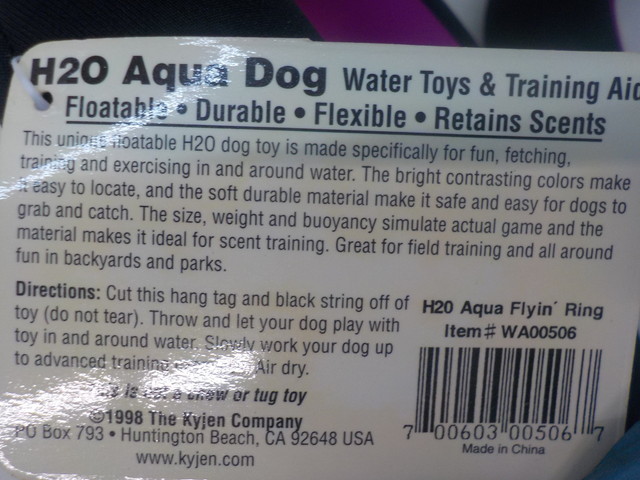 H2O Aqua Dog Water Toys & Training Aid
Floatable • Durable • Flexible • Retains Scents
This unique floatable H2O dog toy is made specifically for fun, fetching,
training and exercising in and around water. The bright contrasting colors make
it easy to locate, and the soft durable material make it safe and easy for dogs to
grab and catch. The size, weight and buoyancy simulate actual game and the
material makes it ideal for scent training. Great for field training and all around
fun in backyards and parks.
Directions: Cut this hang tag and black string off of
toy (do not tear). Throw and let your dog play with
toy in and around water. Slowly work your dog up
to advanced training Air dry.
is not a chew or tug toy
©1998 The Kyjen Company
PO Box 793 • Huntington Beach, CA 92648 USA
www.kyjen.com
H2O Aqua Flyin' Ring
Item# WA00506
7 00603 00506 7
Made in China